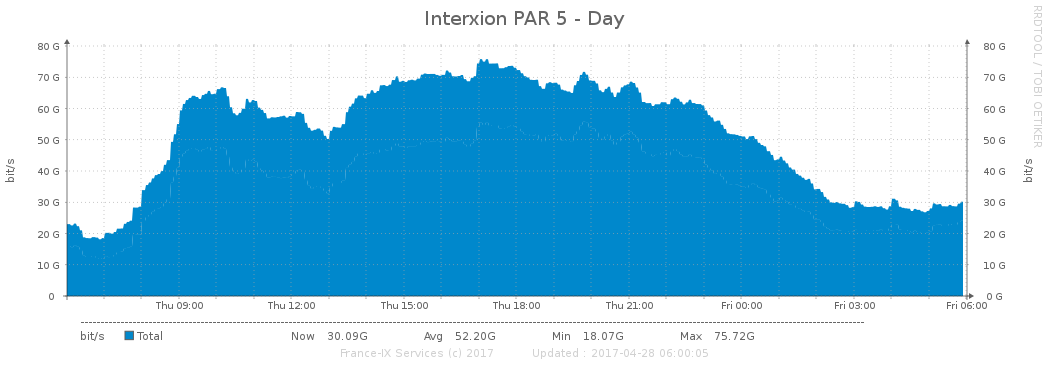 Interxion PAR 5 - Day
RRDTOOL / TOBI OETIKER
80 G 80 G
70 G 70 G
60 G 60 G
50 G 50 G
40 G 40 G
30 G 30 G
20 G 20 G
10 G 10 G
0 0 G
bit/s bit/s
Thu 09:00 Thu 12:00 Thu 15:00 Thu 18:00 Thu 21:00 Fri 00:00 Fri 03:00 Fri 06:00
bit/s Total Now 30.09G Avg 52.20G Min 18.07G Max 75.72G
France-IX Services (c) 2017 Updated : 2017-04-28 06:00:05